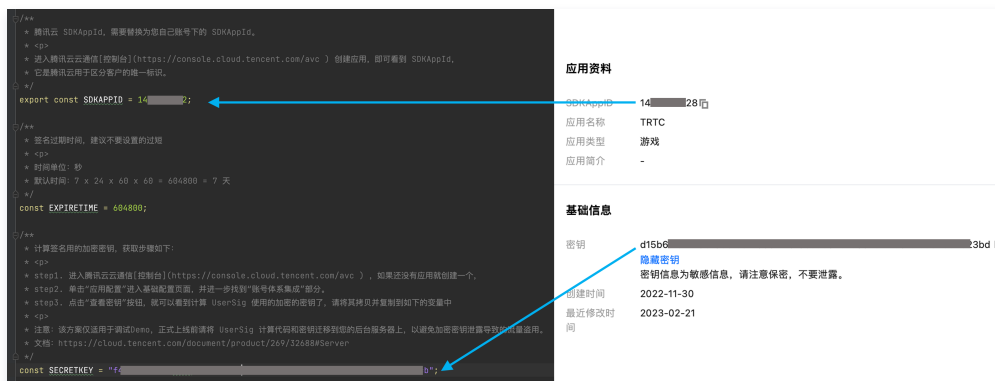 /**
* 腾讯云 SDKAppId，需要替换为您自己账号下的 SDKAppId。
* <p>
* 进入腾讯云云通信[控制台](https://console.cloud.tencent.com/avc ) 创建应用，即可看到 SDKAppId，
* 它是腾讯云用于区分客户的唯一标识。
*/
export const SDKAPPID = 14 2;
/**
* 签名过期时间，建议不要设置的过短
* <p>
* 时间单位：秒
* 默认时间：7 x 24 x 60 x 60 = 604800 = 7 天
*/
const EXPIRETIME = 604800;
/**
* 计算签名用的加密密钥，获取步骤如下：
* <p>
* step1. 进入腾讯云云通信[控制台](https://console.cloud.tencent.com/avc ) ，如果还没有应用就创建一个，
* step2. 单击“应用配置”进入基础配置页面，并进一步找到“账号体系集成”部分。
* step3. 点击“查看密钥”按钮，就可以看到计算 UserSig 使用的加密的密钥了，请将其拷贝并复制到如下的变量中
* <p>
* 注意：该方案仅适用于调试Demo，正式上线前请将 UserSig 计算代码和密钥迁移到您的后台服务器上，以避免加密密钥泄露导致的流量盗用。
* 文档：https://cloud.tencent.com/document/product/269/32688#Server
*/
const SECRETKEY = "f4 b";
应用资料
SDKAppID 14 28
应用名称 TRTC
应用类型 游戏
应用简介 -
基础信息
密钥 d15b6 23bd
隐藏密钥
密钥信息为敏感信息，请注意保密，不要泄露。
创建时间 2022-11-30
最近修改时 2023-02-21
间